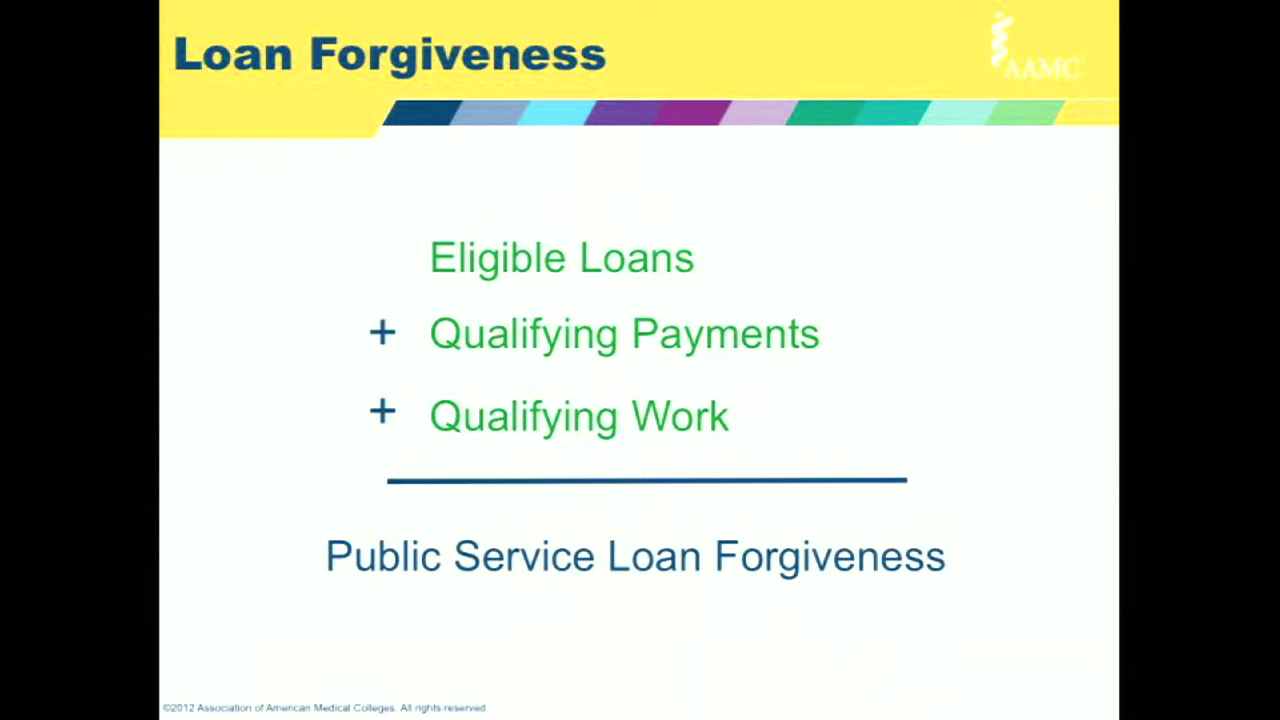 Loan Forgiveness
AAMC
Eligible Loans
+ Qualifying Payments
+ Qualifying Work
Public Service Loan Forgiveness
©2012 Association of American Medical Colleges. All rights reserved